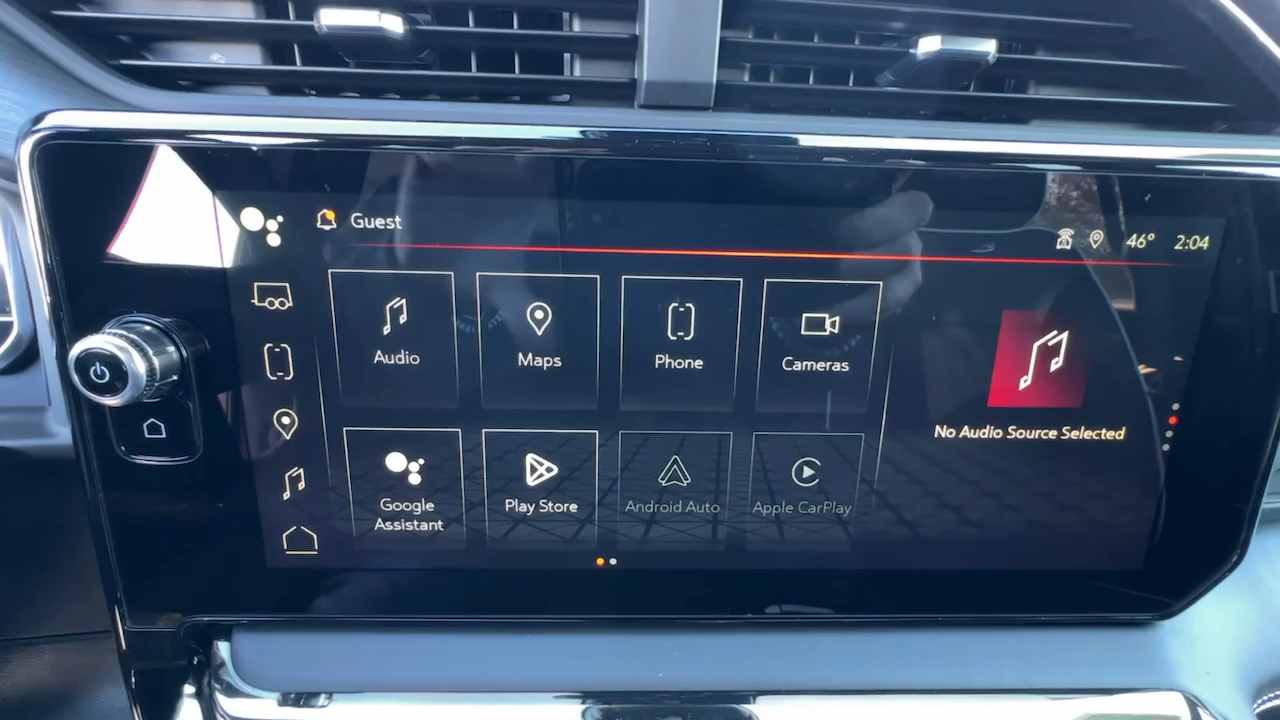 Guest
46° 2:04
Audio
Maps
Phone
Cameras
No Audio Source Selected
Google
Assistant
Play Store
Android Auto
Apple CarPlay